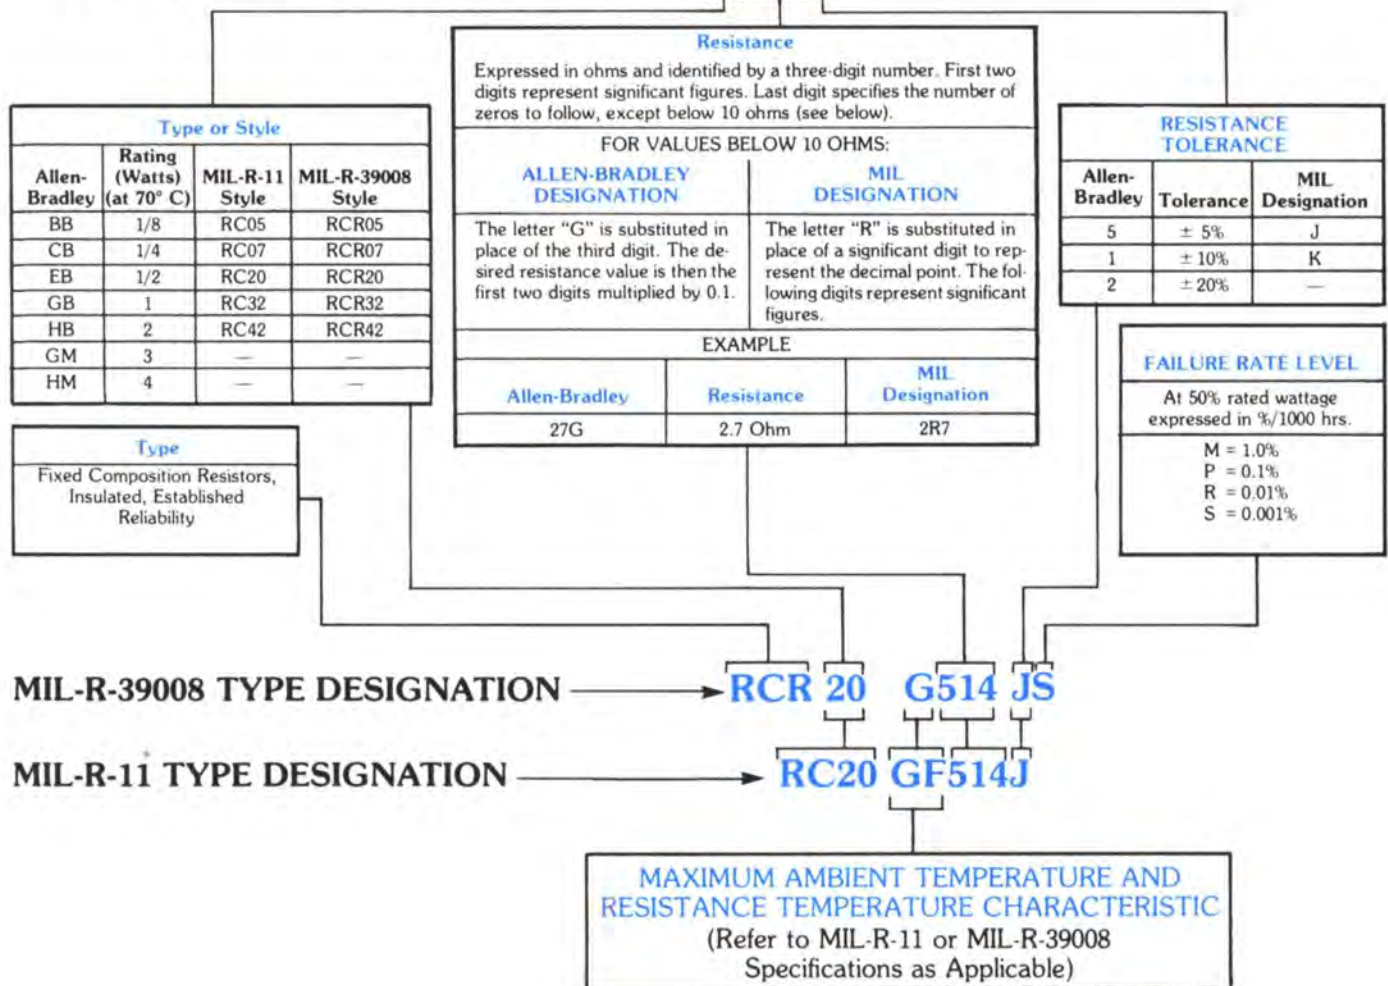 Resistance
Expressed in ohms and identified by a three-digit number. First two
digits represent significant figures. Last digit specifies the number of
zeros to follow, except below 10 ohms (see below).
FOR VALUES BELOW 10 OHMS:
ALLEN-BRADLEY
DESIGNATION
The letter "G" is substituted in
place of the third digit. The de-
sired resistance value is then the
first two digits multiplied by 0.1.
MIL
DESIGNATION
The letter "R" is substituted in
place of a significant digit to rep-
resent the decimal point. The fol-
lowing digits represent significant
figures.
EXAMPLE
Allen-Bradley Resistance MIL Designation
27G 2.7 Ohm 2R7
Type or Style
Allen-Bradley Rating (Watts) (at 70° C) MIL-R-11 Style MIL-R-39008 Style
BB 1/8 RC05 RCR05
CB 1/4 RC07 RCR07
EB 1/2 RC20 RCR20
GB 1 RC32 RCR32
HB 2 RC42 RCR42
GM 3 — —
HM 4 — —
RESISTANCE
TOLERANCE
Allen-Bradley Tolerance MIL Designation
5 ± 5% J
1 ±10% K
2 ±20% —
FAILURE RATE LEVEL
At 50% rated wattage
expressed in %/1000 hrs.
M = 1.0%
P = 0.1%
R = 0.01%
S = 0.001%
Type
Fixed Composition Resistors,
Insulated, Established
Reliability
MIL-R-39008 TYPE DESIGNATION RCR 20 G514 JS
MIL-R-11 TYPE DESIGNATION RC20 GF514J
MAXIMUM AMBIENT TEMPERATURE AND
RESISTANCE TEMPERATURE CHARACTERISTIC
(Refer to MIL-R-11 or MIL-R-39008
Specifications as Applicable)